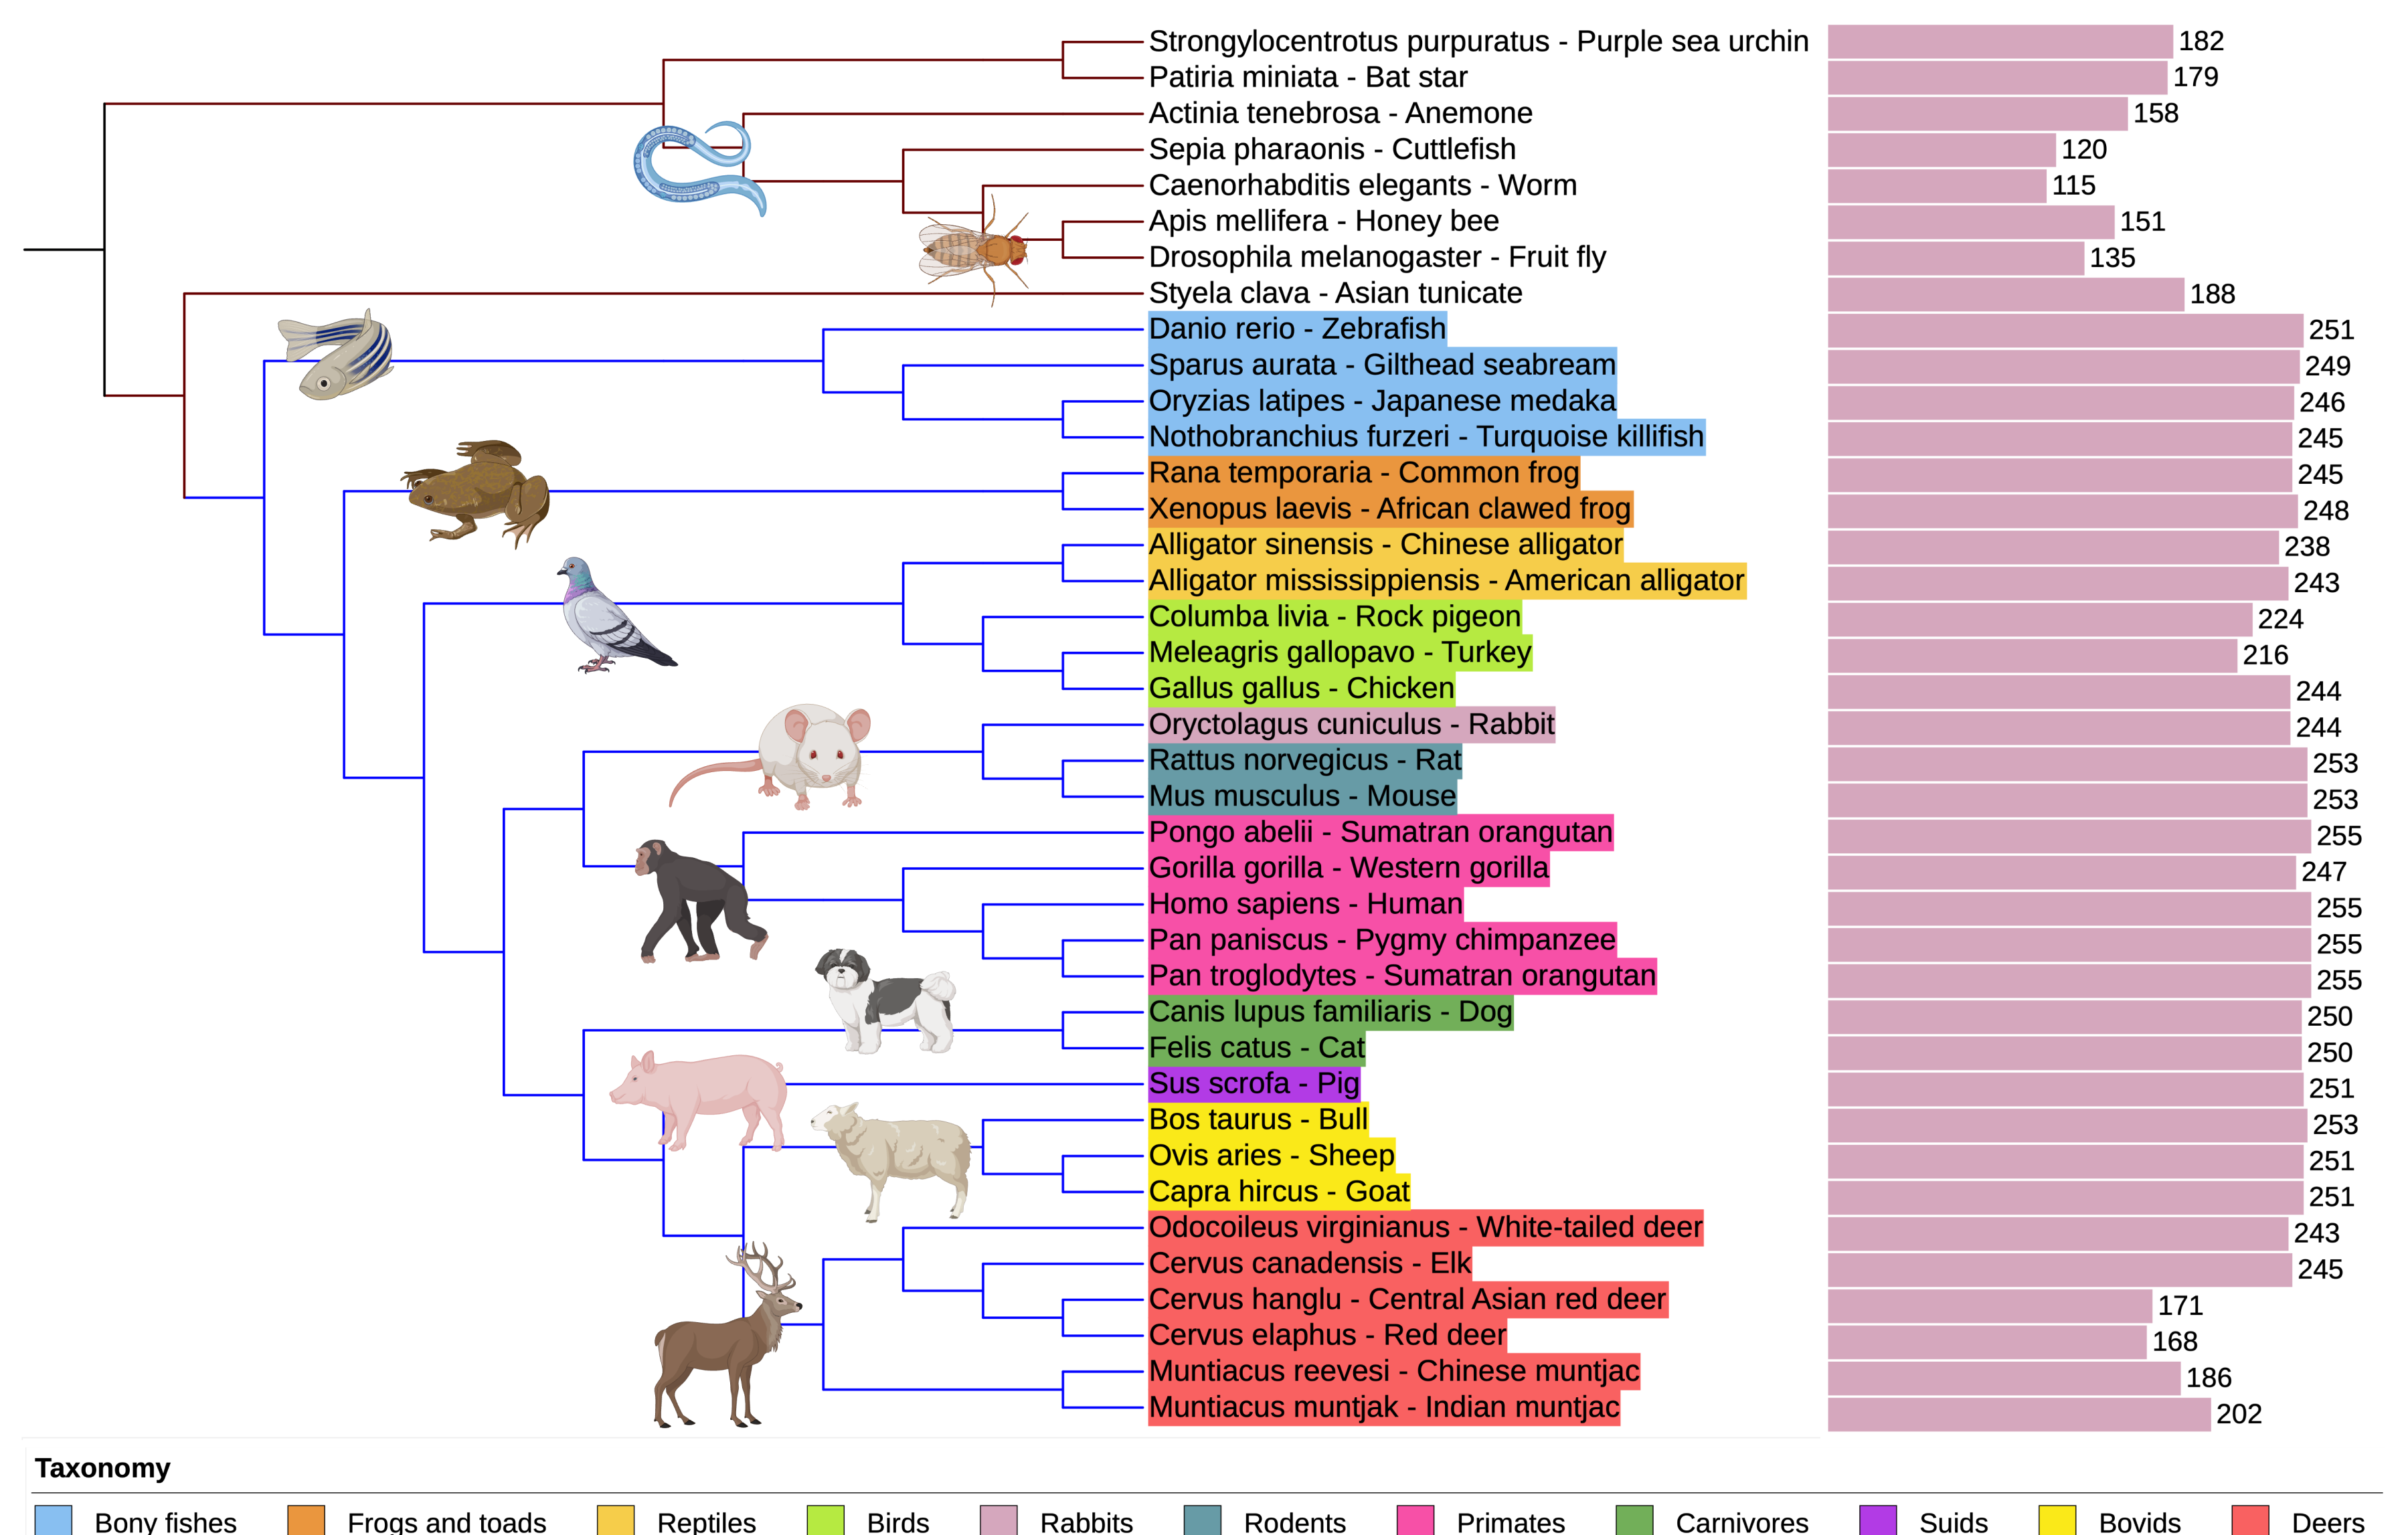 Strongylocentrotus purpuratus - Purple sea urchin 182
Patiria miniata - Bat star 179
Actinia tenebrosa - Anemone 158
Sepia pharaonis - Cuttlefish 120
Caenorhabditis elegants - Worm 115
Apis mellifera - Honey bee 151
Drosophila melanogaster - Fruit fly 135
Styela clava - Asian tunicate 188
Danio rerio - Zebrafish 251
Sparus aurata - Gilthead seabream 249
Oryzias latipes - Japanese medaka 246
Nothobranchius furzeri - Turquoise killifish 245
Rana temporaria - Common frog 245
Xenopus laevis - African clawed frog 248
Alligator sinensis - Chinese alligator 238
Alligator mississippiensis - American alligator 243
Columba livia - Rock pigeon 224
Meleagris gallopavo - Turkey 216
Gallus gallus - Chicken 244
Oryctolagus cuniculus - Rabbit 244
Rattus norvegicus - Rat 253
Mus musculus - Mouse 253
Pongo abelii - Sumatran orangutan 255
Gorilla gorilla - Western gorilla 247
Homo sapiens - Human 255
Pan paniscus - Pygmy chimpanzee 255
Pan troglodytes - Sumatran orangutan 255
Canis lupus familiaris - Dog 250
Felis catus - Cat 250
Sus scrofa - Pig 251
Bos taurus - Bull 253
Ovis aries - Sheep 251
Capra hircus - Goat 251
Odocoileus virginianus - White-tailed deer 243
Cervus canadensis - Elk 245
Cervus hanglu - Central Asian red deer 171
Cervus elaphus - Red deer 168
Muntiacus reevesi - Chinese muntjac 186
Muntiacus muntjak - Indian muntjac 202
Taxonomy
Bony fishes Frogs and toads Reptiles Birds Rabbits Rodents Primates Carnivores Suids Bovids Deers